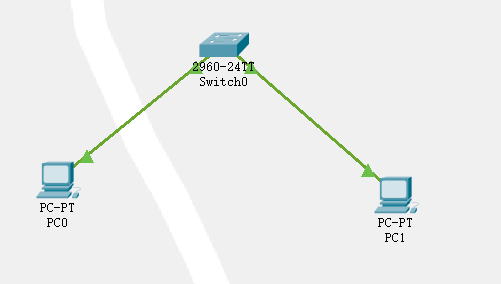 2960-24TT
Switch0
PC-PT
PC0
PC-PT
PC1